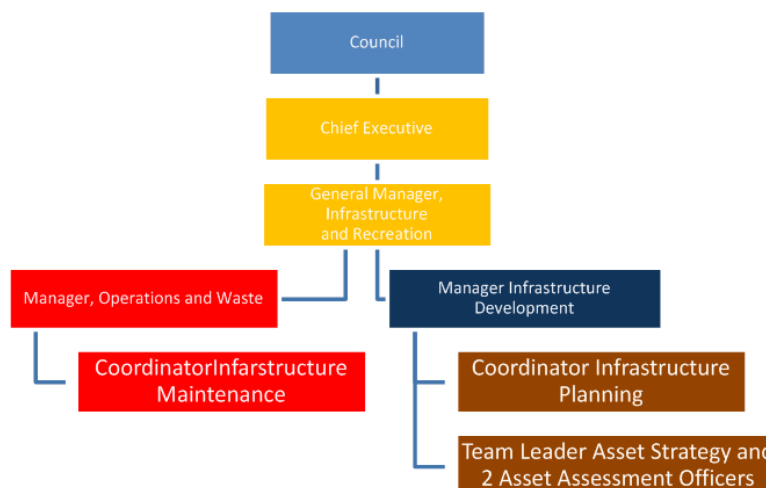 Council
Chief Executive
General Manager,
Infrastructure
and Recreation
Manager, Operations and Waste
Manager Infrastructure
Development
CoordinatorInfarstructure
Maintenance
Coordinator Infrastructure
Planning
Team Leader Asset Strategy and
2 Asset Assessment Officers